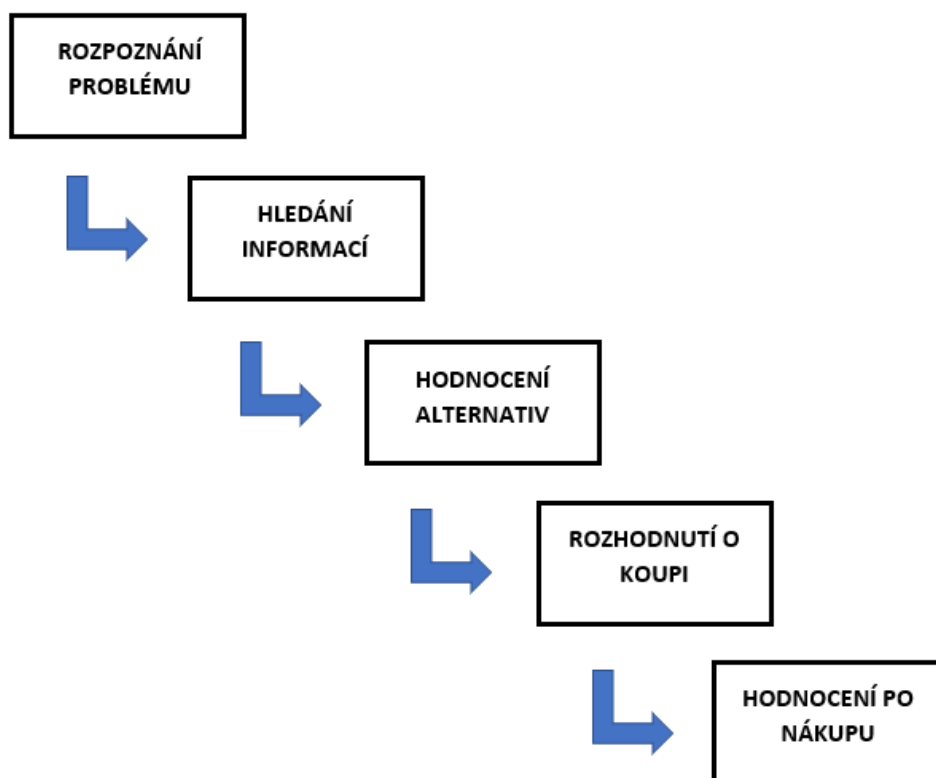 ROZPOZNÁNÍ
PROBLÉMU
HLEDÁNÍ
INFORMACÍ
HODNOCENÍ
ALTERNATIV
ROZHODNUTÍ O
KOUPI
HODNOCENÍ PO
NÁKUPU